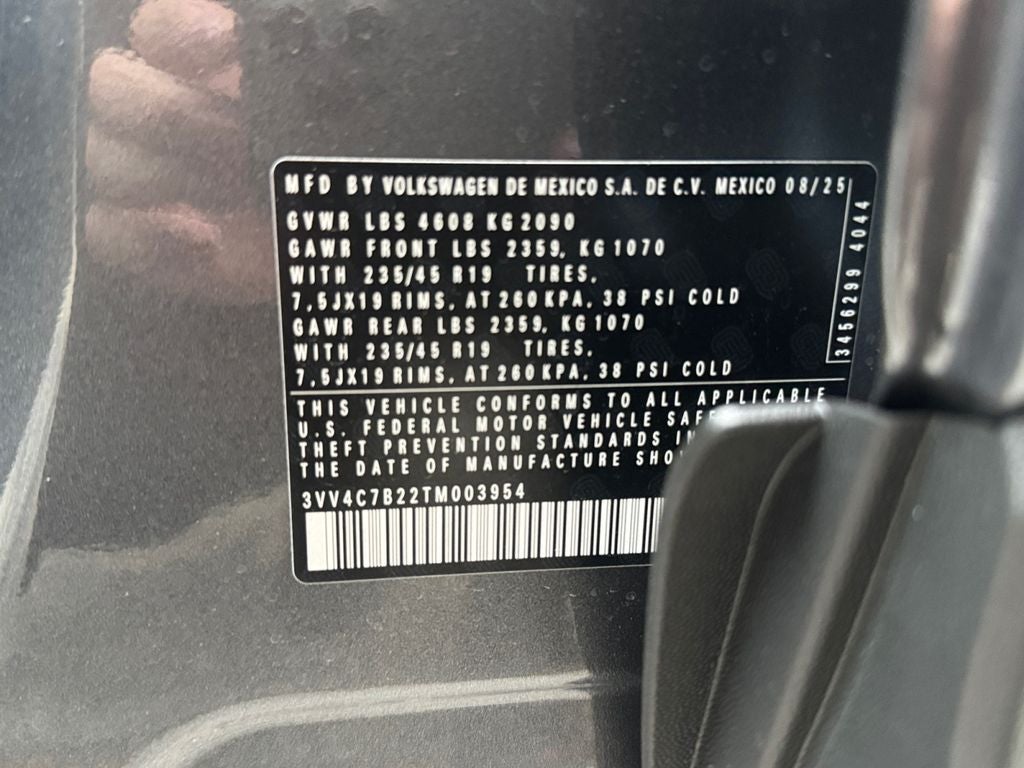 MFD BY VOLKSWAGEN DE MEXICO S.A. DE C.V. MEXICO 08/25
GVWR LBS 4608 KG 2090
GAWR FRONT LBS 2359, KG 1070
WITH 235/45 R19 TIRES,
7,5JX19 RIMS, AT 260 KPA, 38 PSI COLD
GAWR REAR LBS 2359, KG 1070
WITH 235/45 R19 TIRES,
7,5JX19 RIMS, AT 260 KPA, 38 PSI COLD
3456299 4044
THIS VEHICLE CONFORMS TO ALL APPLICABLE
U.S. FEDERAL MOTOR VEHICLE
THEFT PREVENTION STANDARDS
THE DATE OF MANUFACTURE
3VV4C7B22TM003954